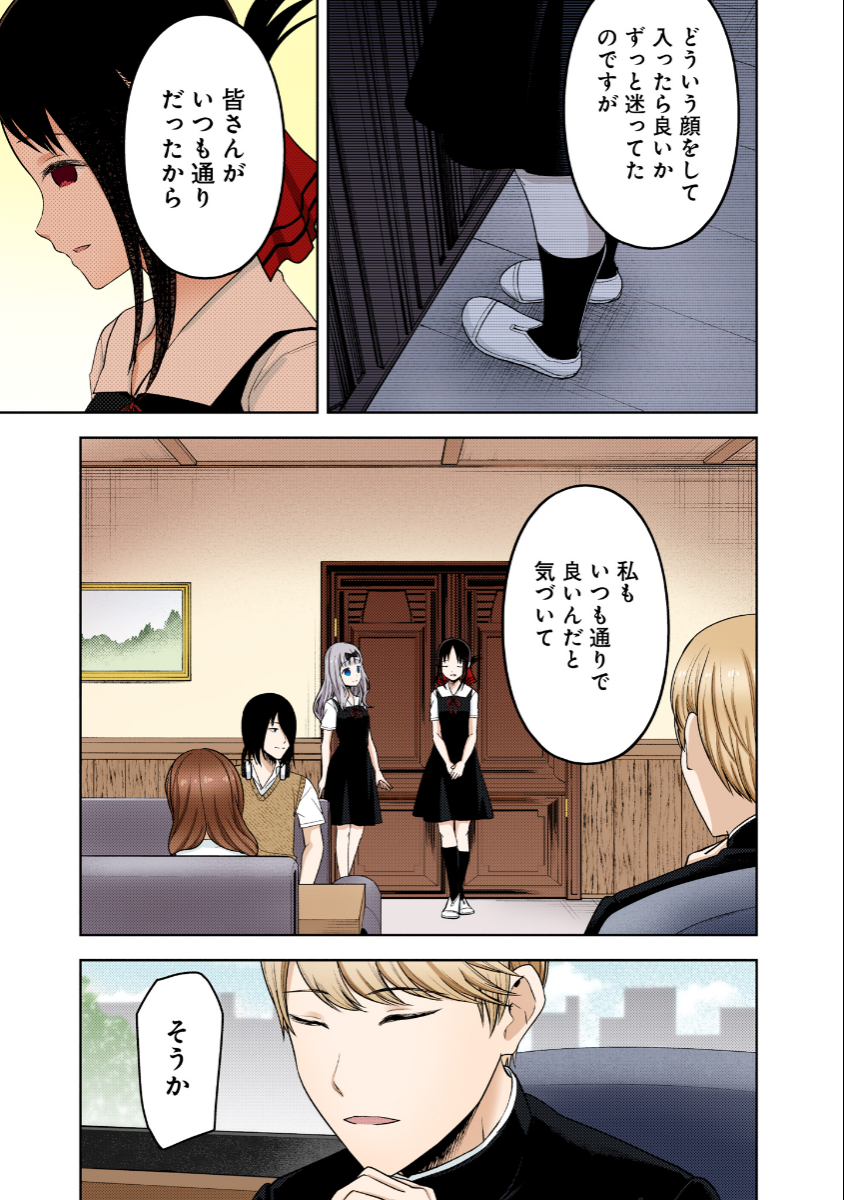 どういう顔をして
入ったら良いか
ずっと迷ってた
のですが
皆さんが
いつも通り
だったから
私も
いつも通りで
良いんだと
気づいて
そうか